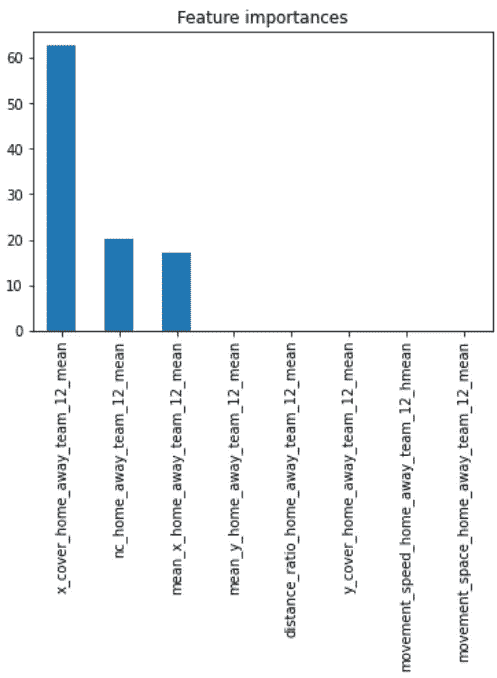 Feature importances
60
50
40
30
20
10
0
x_cover_home_away_team_12_mean
nc_home_away_team_12_mean
mean_x_home_away_team_12_mean
mean_y_home_away_team_12_mean
distance_ratio_home_away_team_12_mean
y_cover_home_away_team_12_mean
movement_speed_home_away_team_12_hmean
movement_space_home_away_team_12_mean